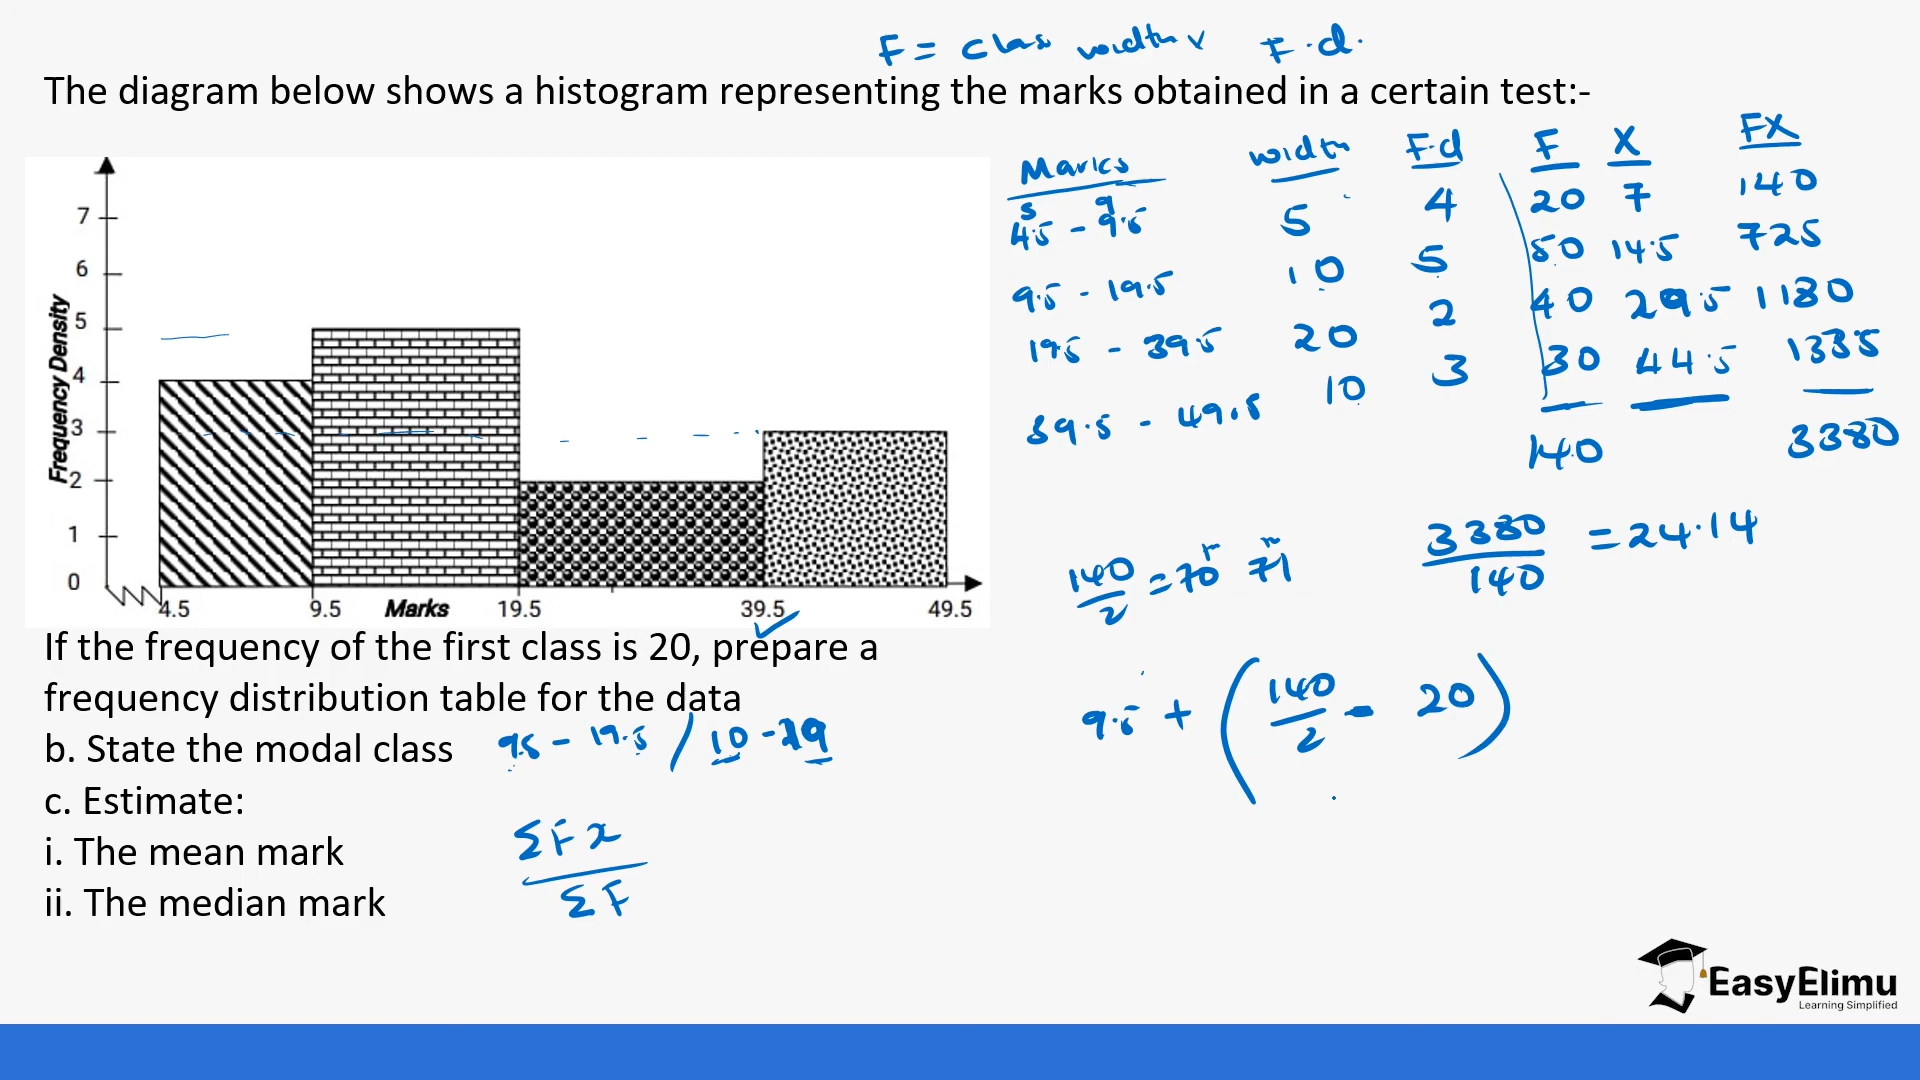 F = class width x F.d.
The diagram below shows a histogram representing the marks obtained in a certain test:-
Marks width F.d F X FX
5 9
4.5 - 9.5 5 4 20 7 140
9.5 - 19.5 10 5 50 14.5 725
19.5 - 39.5 20 2 40 29.5 1180
39.5 - 49.5 10 3 30 44.5 1335
140 3380
Frequency Density
7
6
5
4
3
2
1
0
4.5 9.5 Marks 19.5 39.5 49.5
140/2 = 70 71
3380/140 = 24.14
9.5 + (140/2 - 20)
If the frequency of the first class is 20, prepare a
frequency distribution table for the data
b. State the modal class 9.5 - 19.5 / 10 - 19
c. Estimate:
i. The mean mark
ii. The median mark
ΣFx
ΣF
EasyElimu
Learning Simplified